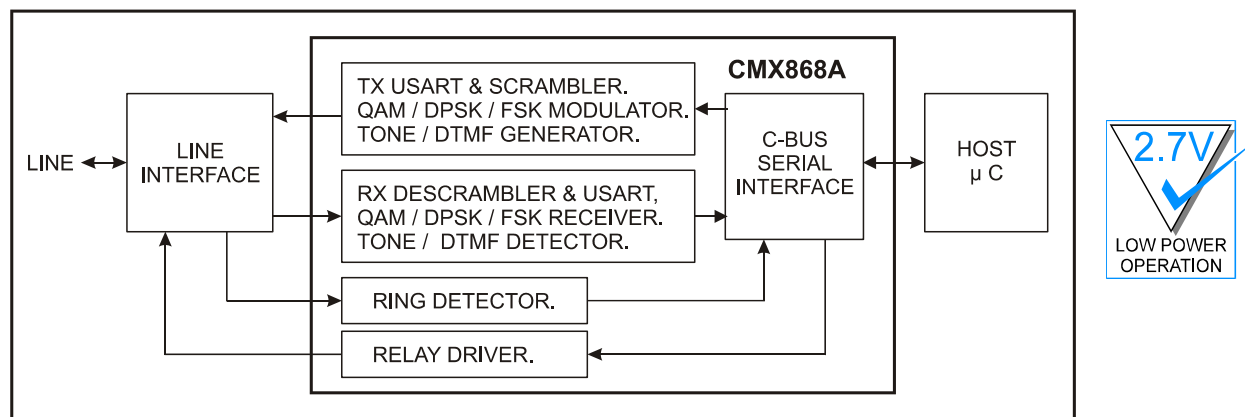 CMX868A
TX USART & SCRAMBLER.
QAM / DPSK / FSK MODULATOR.
TONE / DTMF GENERATOR.
LINE
LINE
INTERFACE
C-BUS
SERIAL
INTERFACE
HOST
µ C
RX DESCRAMBLER & USART,
QAM / DPSK / FSK RECEIVER.
TONE / DTMF DETECTOR.
RING DETECTOR.
RELAY DRIVER.
2.7V
LOW POWER
OPERATION